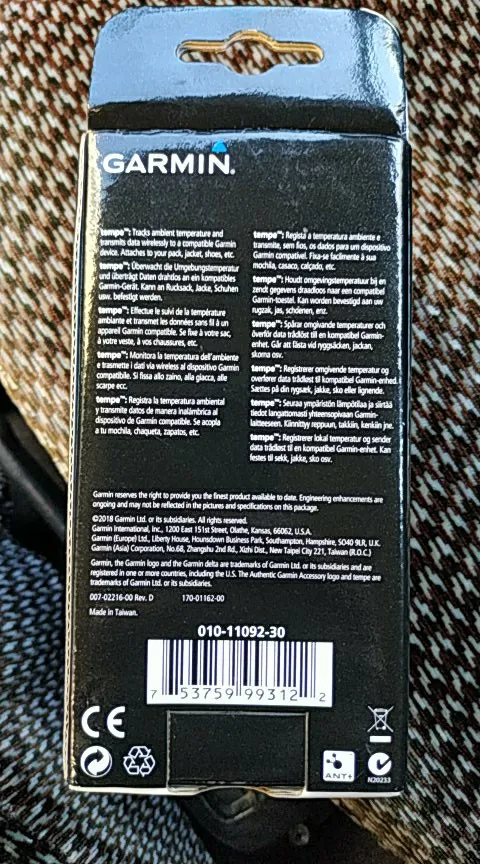 GARMIN.
tempe™: Tracks ambient temperature and
transmits data wirelessly to a compatible Garmin
device. Attaches to your pack, jacket, shoes, etc.
tempe™: Überwacht die Umgebungstemperatur
und überträgt Daten drahtlos an ein kompatibles
Garmin-Gerät. Kann an Rucksack, Jacke, Schuhen
usw. befestigt werden.
tempe™: Effectue le suivi de la température
ambiante et transmet les données sans fil à un
appareil Garmin compatible. Se fixe à votre sac,
à votre veste, à vos chaussures, etc.
tempe™: Monitora la temperatura dell'ambiente
e trasmette i dati via wireless al dispositivo Garmin
compatibile. Si fissa allo zaino, alla giacca, alle
scarpe ecc.
tempe™: Registra la temperatura ambiental
y transmite datos de manera inalámbrica al
dispositivo de Garmin compatible. Se acopla
a tu mochila, chaqueta, zapatos, etc.
tempe™: Regista a temperatura ambiente e
transmite, sem fios, os dados para um dispositivo
Garmin compatível. Fixa-se facilmente à sua
mochila, casaco, calçado, etc.
tempe™: Houdt omgevingstemperatuur bij en
zendt gegevens draadloos naar een compatibel
Garmin-toestel. Kan worden bevestigd aan uw
rugzak, jas, schoenen, enz.
tempe™: Spårar omgivande temperaturer och
överför data trådlöst till en kompatibel Garmin-
enhet. Går att fästa vid ryggsäcken, jackan,
skorna osv.
tempe™: Registrerer omgivende temperatur og
overfører data trådløst til kompatibel Garmin-enhed.
Sættes på din rygsæk, jakke, sko eller lignende.
tempe™: Seuraa ympäristön lämpötilaa ja siirtää
tiedot langattomasti yhteensopivaan Garmin-
laitteeseen. Kiinnittyy reppuun, takkiin, kenkiin jne.
tempe™: Registrerer lokal temperatur og sender
data trådløst til en kompatibel Garmin-enhet. Kan
festes til sekk, jakke, sko osv.
Garmin reserves the right to provide you the finest product available to date. Engineering enhancements are
ongoing and may not be reflected in the pictures and specifications on this package.
©2018 Garmin Ltd. or its subsidiaries. All rights reserved.
Garmin International, Inc., 1200 East 151st Street, Olathe, Kansas, 66062, U.S.A.
Garmin (Europe) Ltd., Liberty House, Hounsdown Business Park, Southampton, Hampshire, SO40 9LR, U.K.
Garmin (Asia) Corporation, No.68, Zhangshu 2nd Rd., Xizhi Dist., New Taipei City 221, Taiwan (R.O.C.)
Garmin, the Garmin logo and the Garmin delta are trademarks of Garmin Ltd. or its subsidiaries and are
registered in one or more countries, including the U.S. The Authentic Garmin Accessory logo and tempe are
trademarks of Garmin Ltd. or its subsidiaries.
007-02216-00 Rev. D 170-01162-00
Made in Taiwan.
010-11092-30
7 53759 99312 2
CE
ANT+
N20233